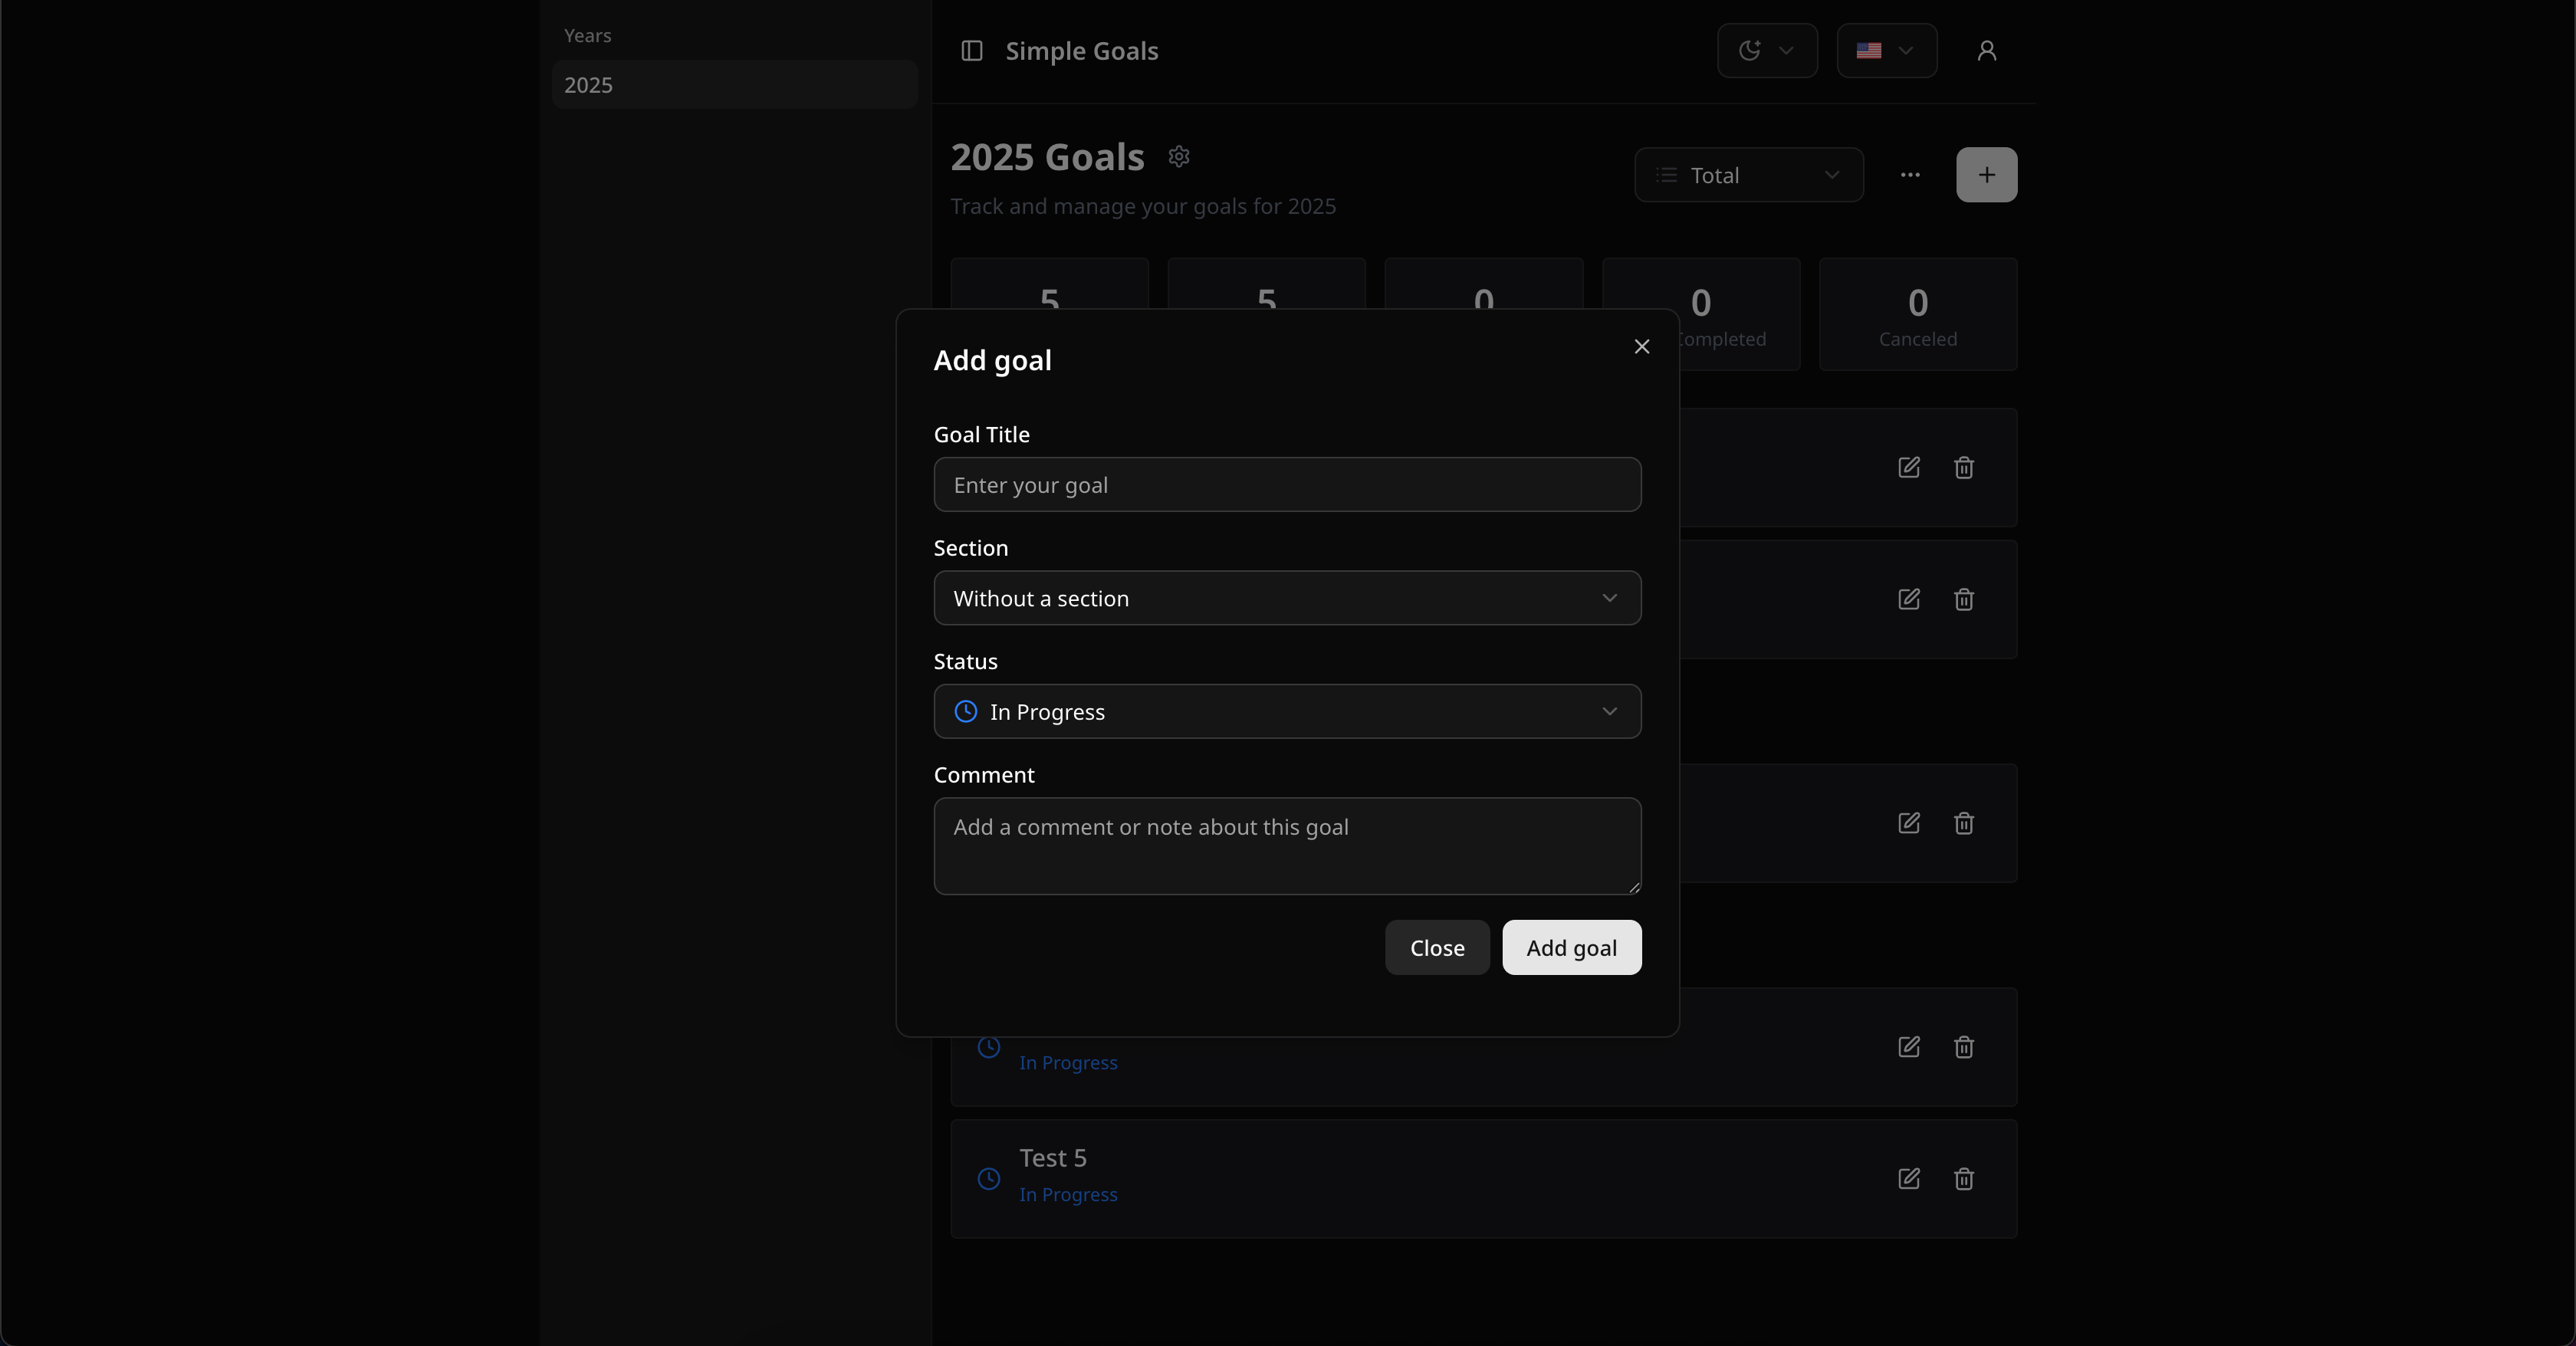 Years
2025
Simple Goals
2025 Goals
Track and manage your goals for 2025
Total
5
5
0
0
0
Completed
Canceled
Add goal
Goal Title
Enter your goal
Section
Without a section
Status
In Progress
Comment
Add a comment or note about this goal
Close
Add goal
In Progress
Test 5
In Progress